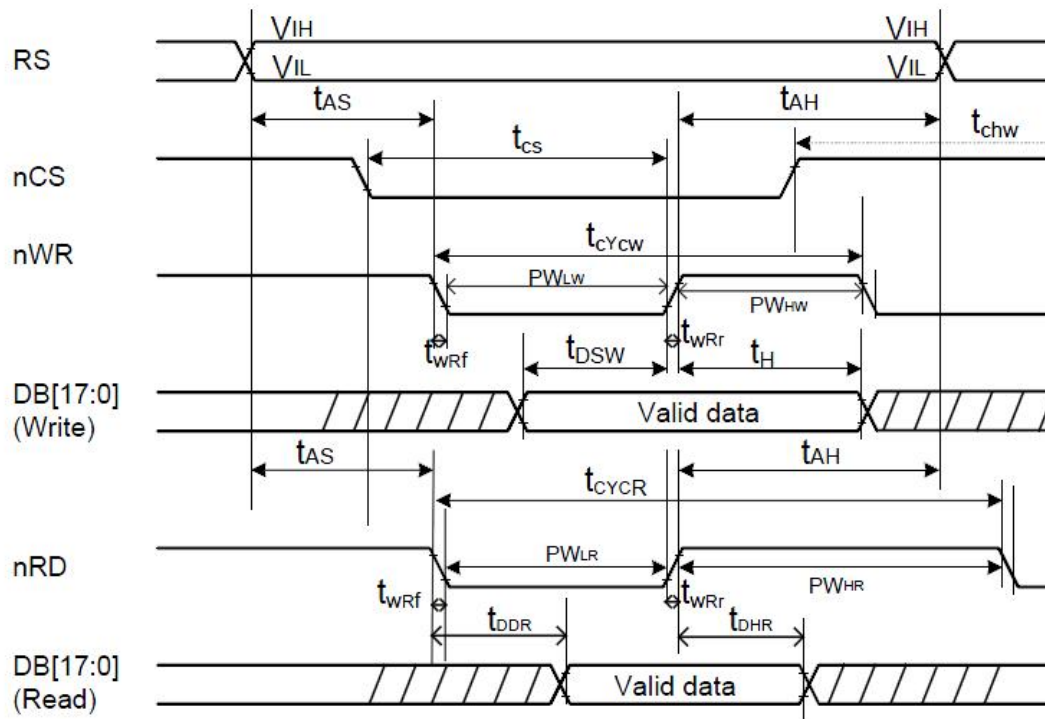 RS
VIH
VIH
VIL
VIL
tAS
tAH
tchw
tcs
nCS
nWR
tcYcw
PWLW
PWHW
twRf
tDSW
twRr
tH
DB[17:0]
(Write)
Valid data
tAS
tAH
tCYCR
nRD
PWLR
PWHR
twRf
twRr
tDDR
tDHR
DB[17:0]
(Read)
Valid data